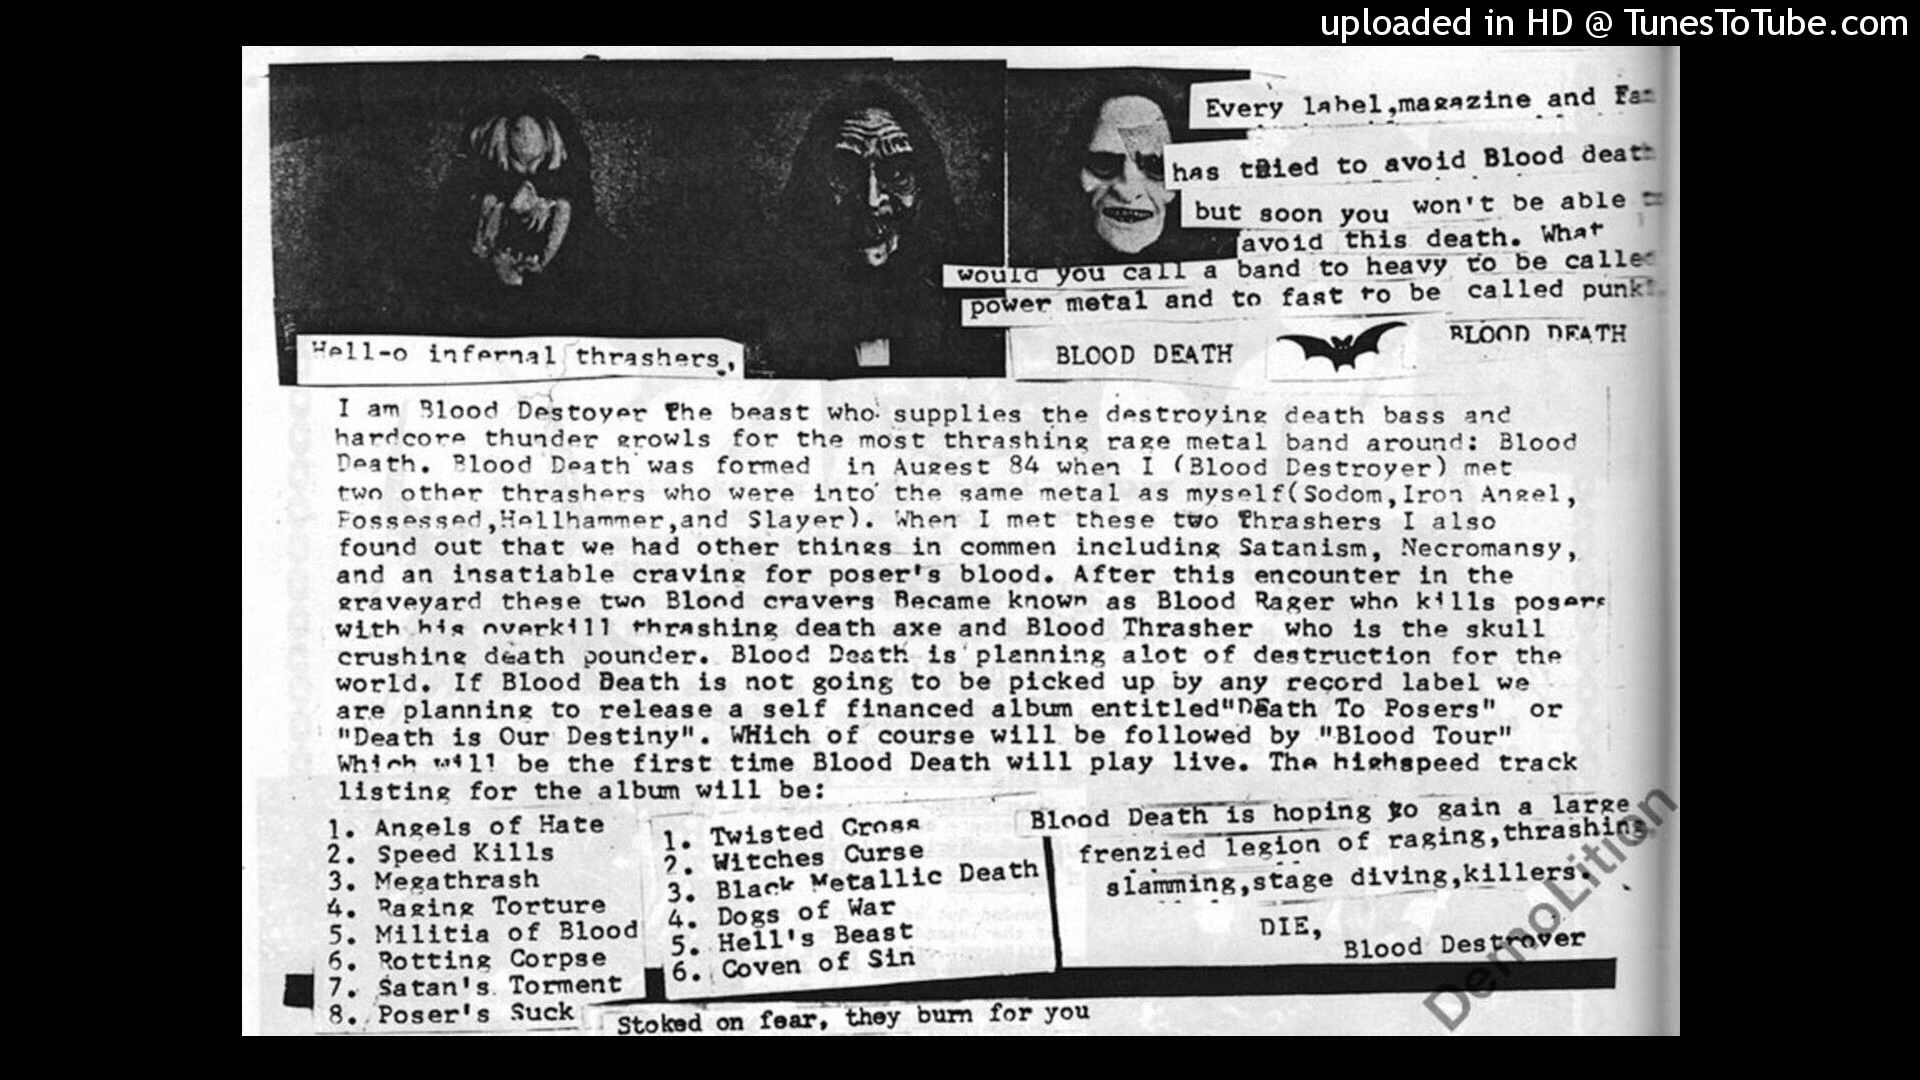 uploaded in HD @ TunesToTube.com
Every label,magazine and
has tried to avoid Blood death
but soon you won't be able
avoid this death. What
would you call a band to heavy to be called
power metal and to fast to be called punk?
Hell-o infernal thrashers,
BLOOD DEATH
BLOOD DEATH
I am Blood Destoyer The beast who supplies the destroying death bass and
hardcore thunder growls for the most thrashing rage metal band around: Blood
Death. Blood Death was formed in Augest 84 when I (Blood Destroyer) met
two other thrashers who were into the same metal as myself(Sodom,Iron Angel,
Possessed,Hellhammer,and Slayer). When I met these two Thrashers I also
found out that we had other things in commen including Satanism, Necromansy,
and an insatiable craving for poser's blood. After this encounter in the
graveyard these two Blood cravers Became known as Blood Rager who kills posers
with his overkill thrashing death axe and Blood Thrasher who is the skull
crushing death pounder. Blood Death is planning alot of destruction for the
world. If Blood Death is not going to be picked up by any record label we
are planning to release a self financed album entitled"DEath To Posers" or
"Death is Our Destiny". WHich of course will be followed by "Blood Tour"
Which will be the first time Blood Death will play live. The highspeed track
listing for the album will be:
1. Angels of Hate
2. Speed Kills
3. Megathrash
4. Raging Torture
5. Militia of Blood
6. Rotting Corpse
7. Satan's Torment
8. Poser's Suck
1. Twisted Cross
2. Witches Curse
3. Black Metallic Death
4. Dogs of War
5. Hell's Beast
6. Coven of Sin
Blood Death is hoping to gain a large
frenzied legion of raging,thrashing,
slamming,stage diving,killers.
DIE,
Blood Destroyer
Stoked on fear, they burn for you
DemoLition